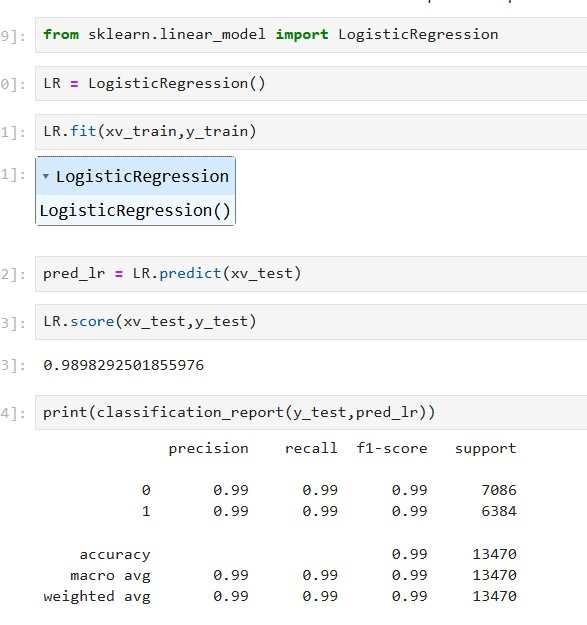 9]: from sklearn.linear_model import LogisticRegression
0]: LR = LogisticRegression()
1]: LR.fit(xv_train,y_train)
1]: ▾ LogisticRegression
LogisticRegression()
2]: pred_lr = LR.predict(xv_test)
3]: LR.score(xv_test,y_test)
3]: 0.9898292501855976
4]: print(classification_report(y_test,pred_lr))
precision recall f1-score support
0 0.99 0.99 0.99 7086
1 0.99 0.99 0.99 6384
accuracy 0.99 13470
macro avg 0.99 0.99 0.99 13470
weighted avg 0.99 0.99 0.99 13470